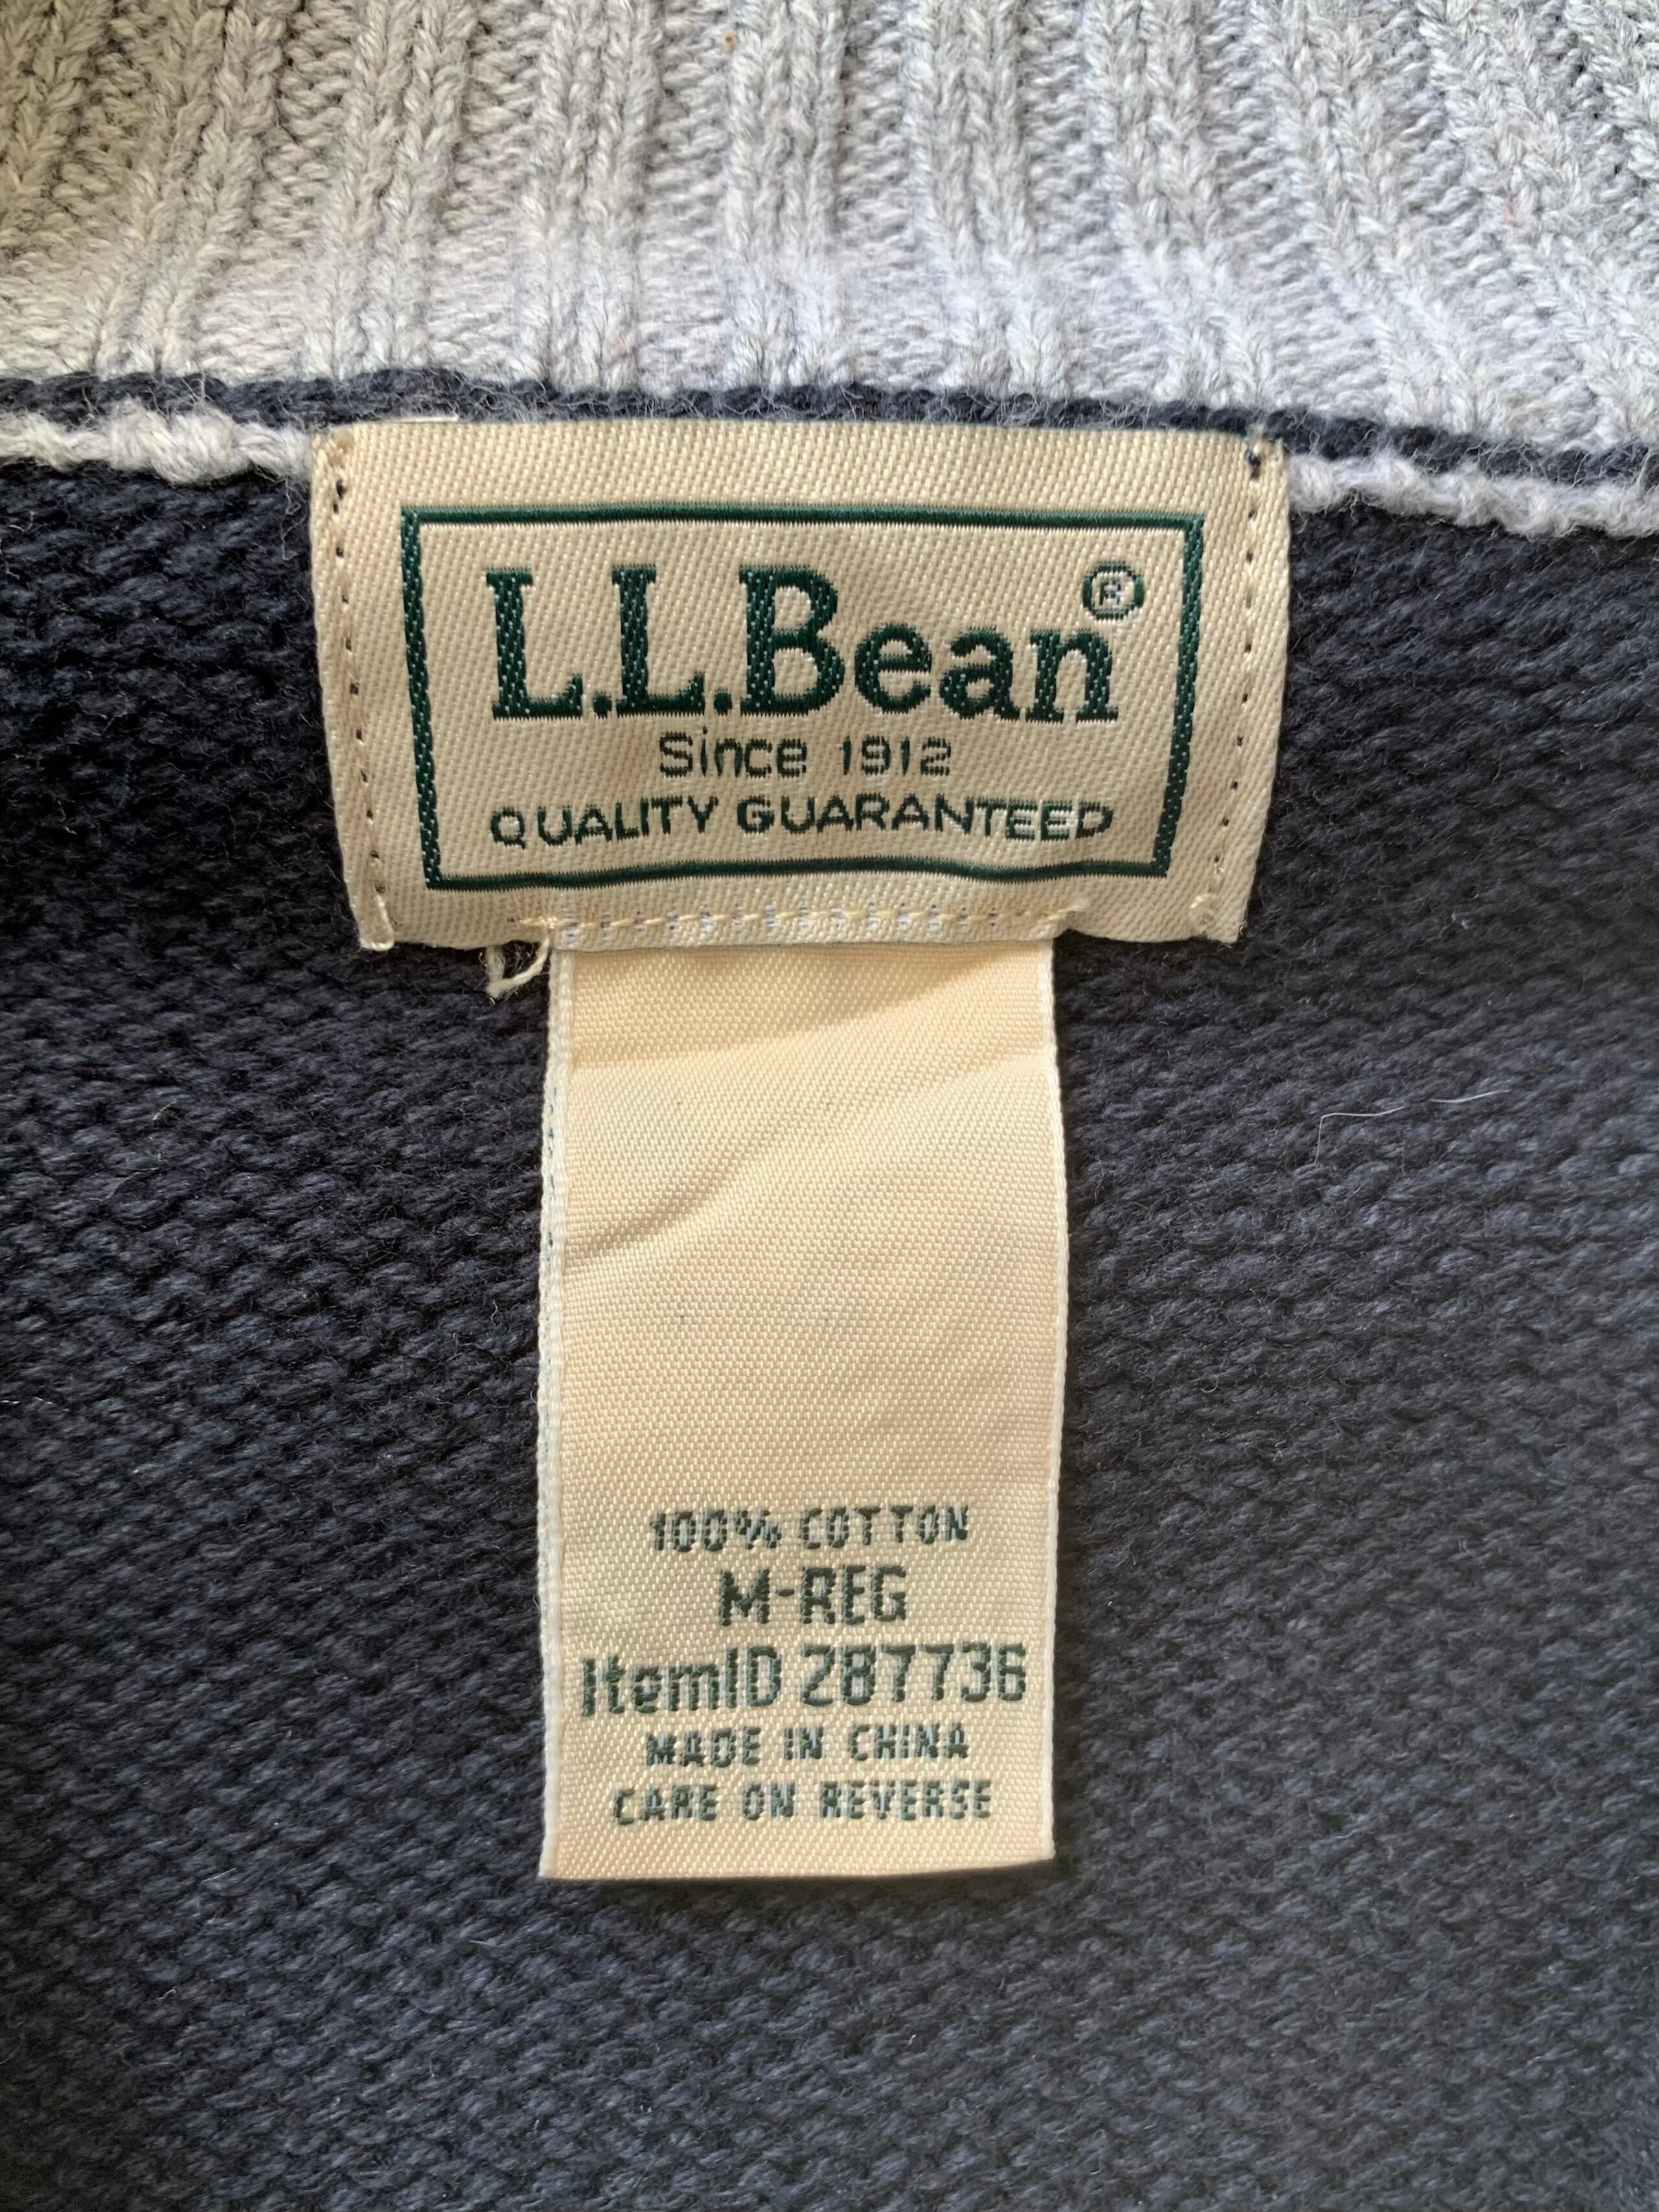 L.L.Bean®
Since 1912
QUALITY GUARANTEED
100% COTTON
M-REG
ItemID 287736
MADE IN CHINA
CARE ON REVERSE